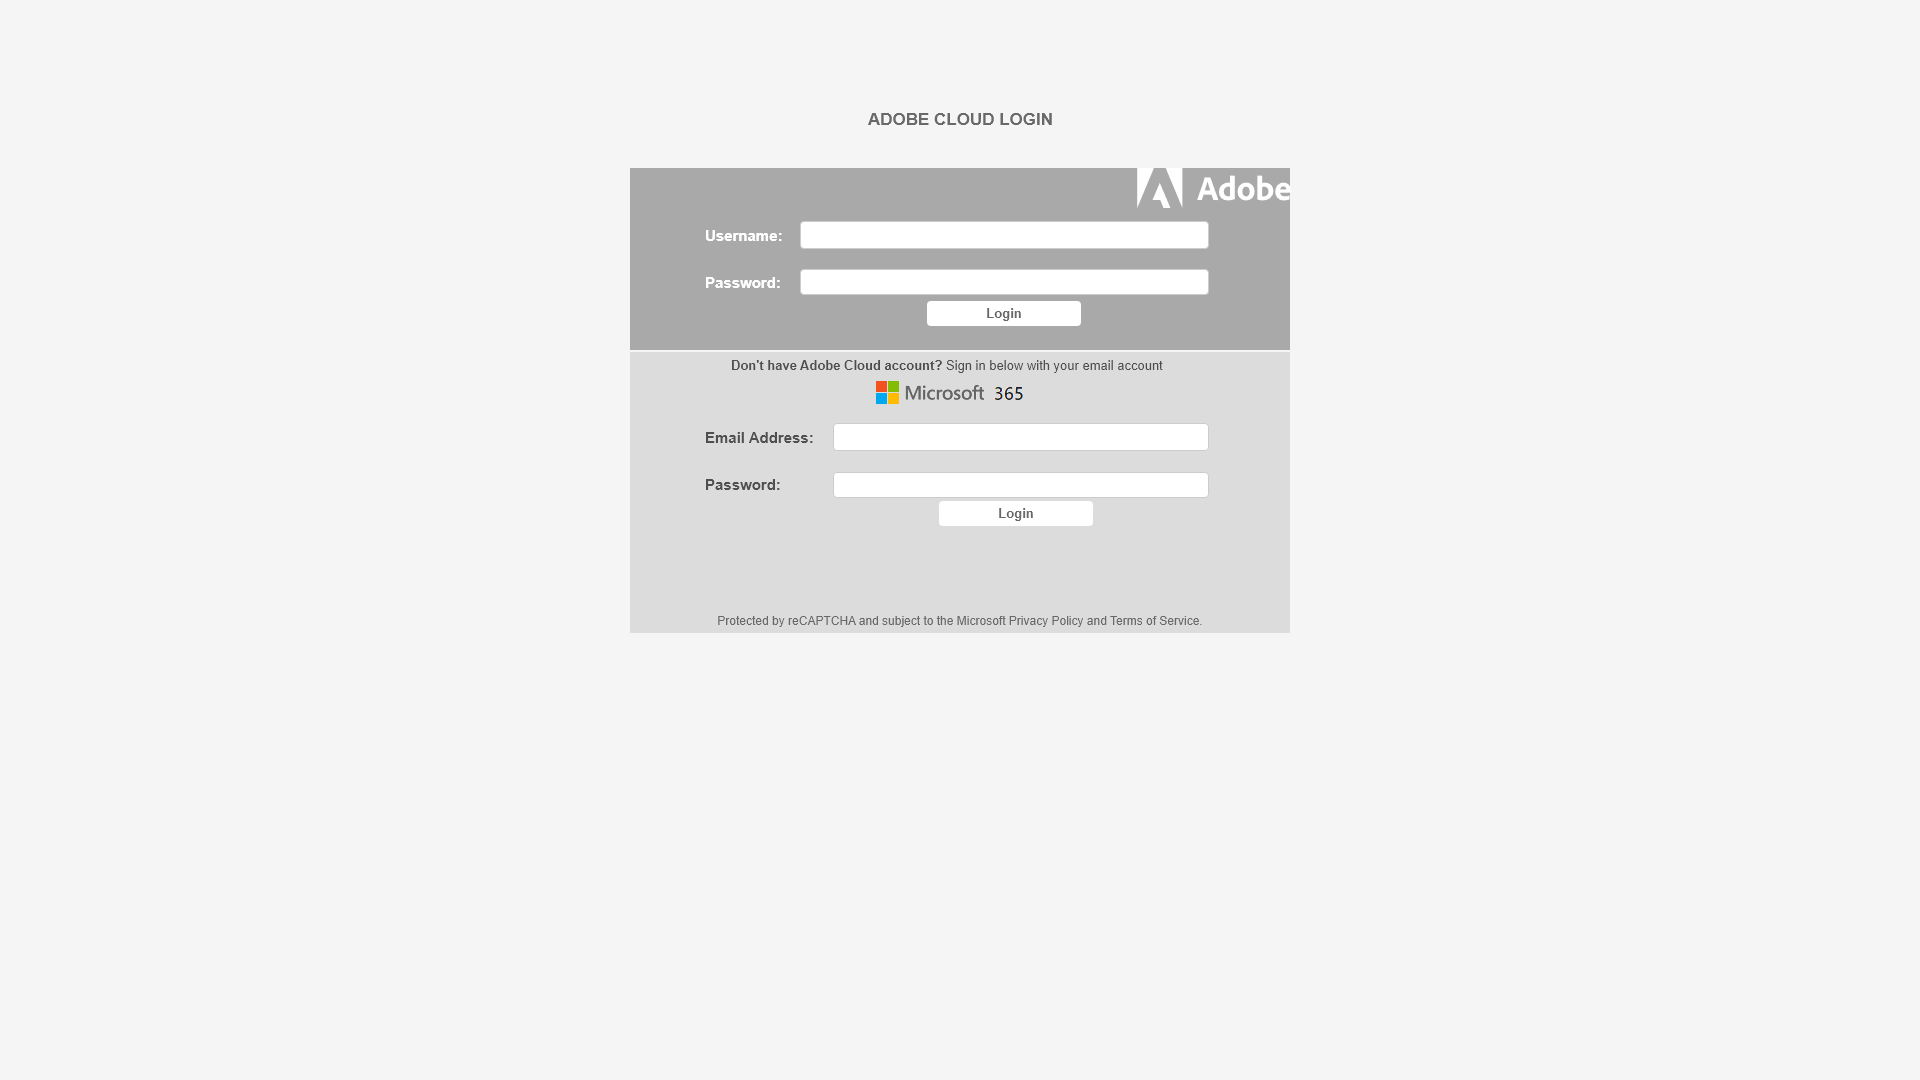 ADOBE CLOUD LOGIN
Adobe
Username:
Password:
Login
Don't have Adobe Cloud account? Sign in below with your email account
Microsoft 365
Email Address:
Password:
Login
Protected by reCAPTCHA and subject to the Microsoft Privacy Policy and Terms of Service.